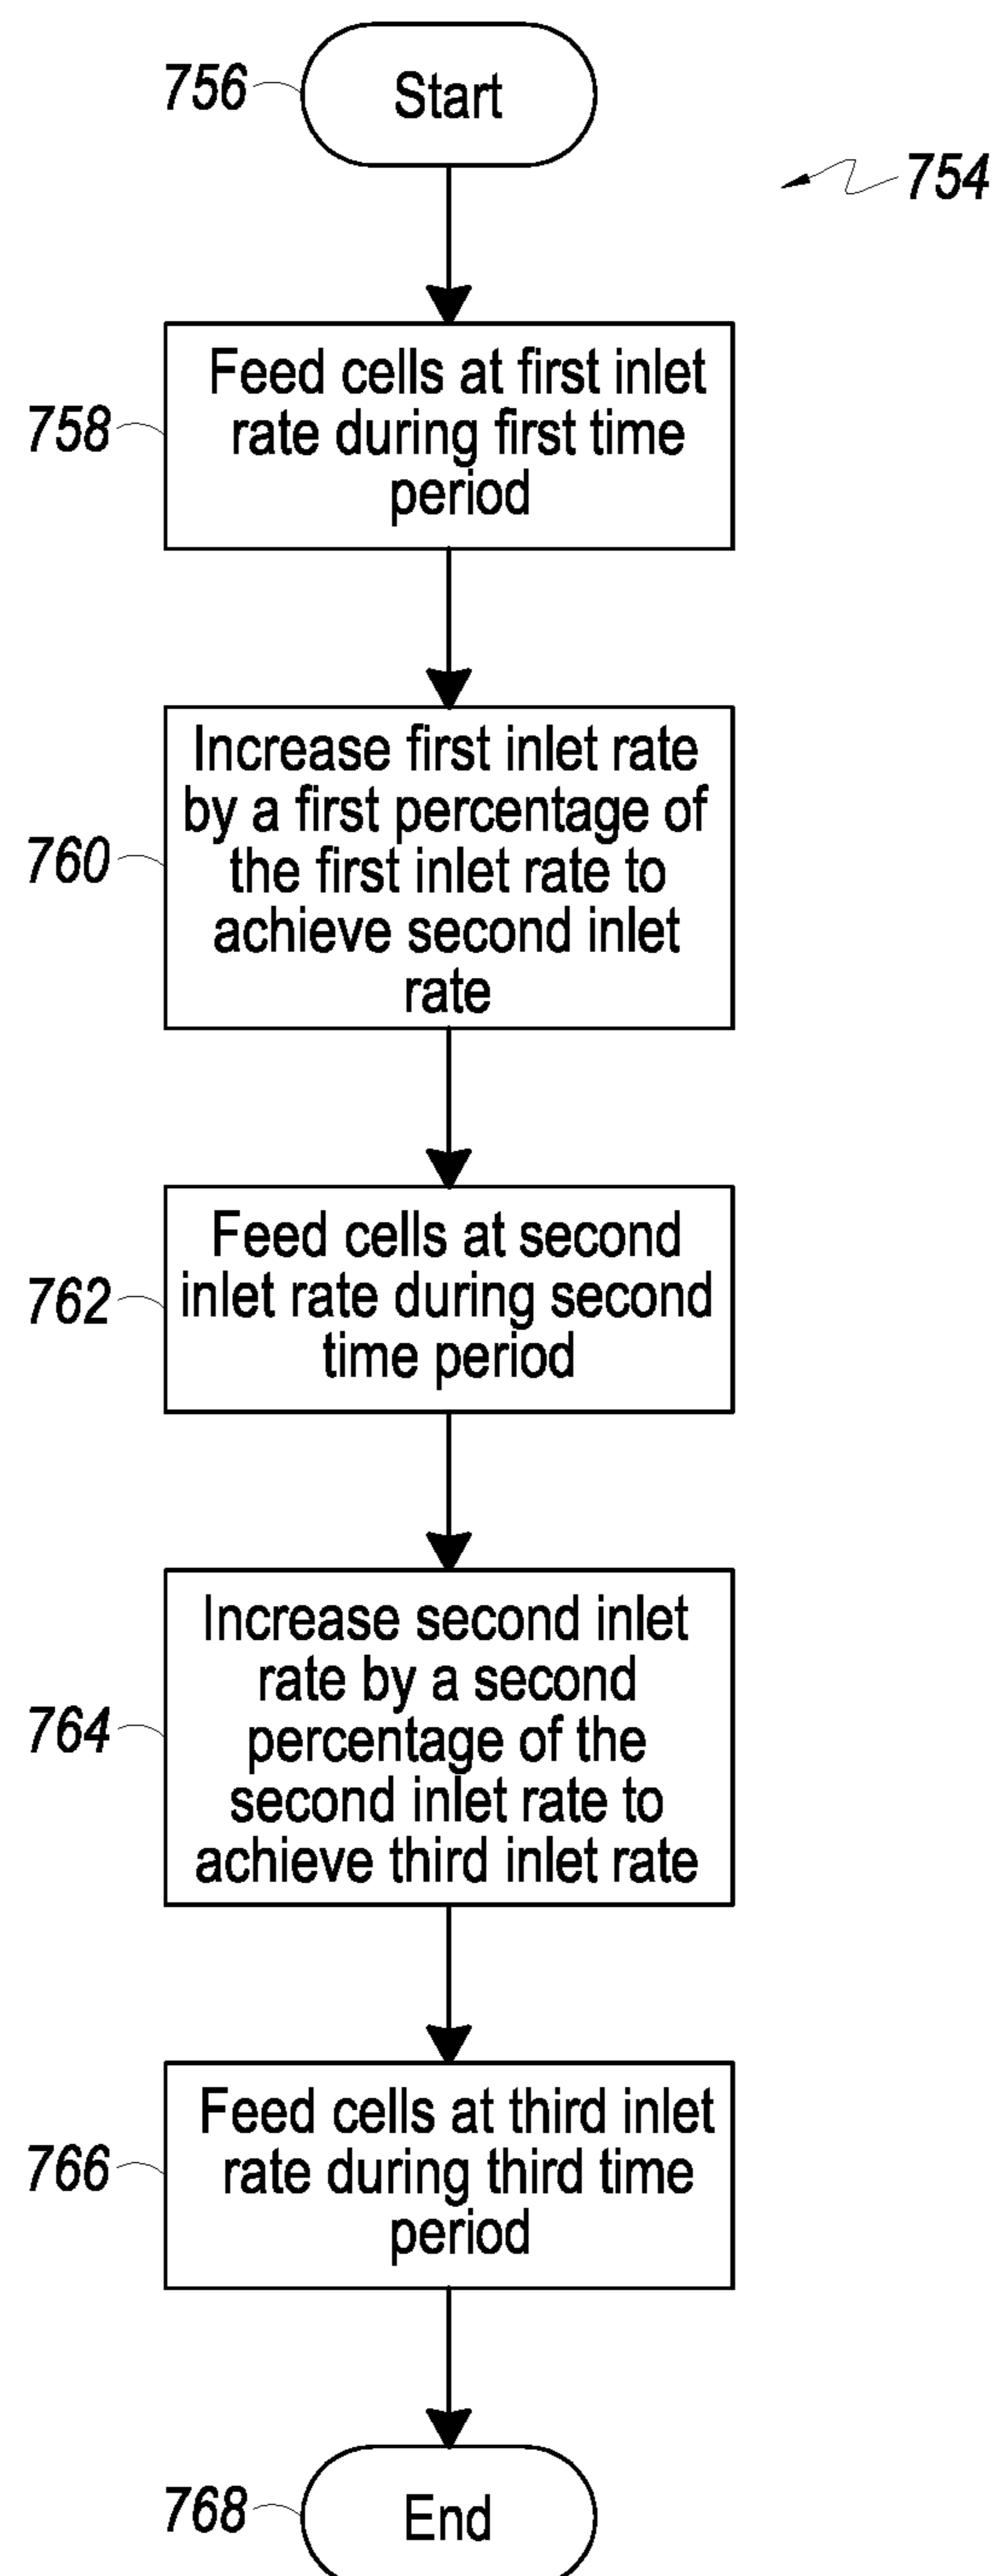 756
Start
754
758
Feed cells at first inlet
rate during first time
period
760
Increase first inlet rate
by a first percentage of
the first inlet rate to
achieve second inlet
rate
762
Feed cells at second
inlet rate during second
time period
764
Increase second inlet
rate by a second
percentage of the
second inlet rate to
achieve third inlet rate
766
Feed cells at third inlet
rate during third time
period
768
End